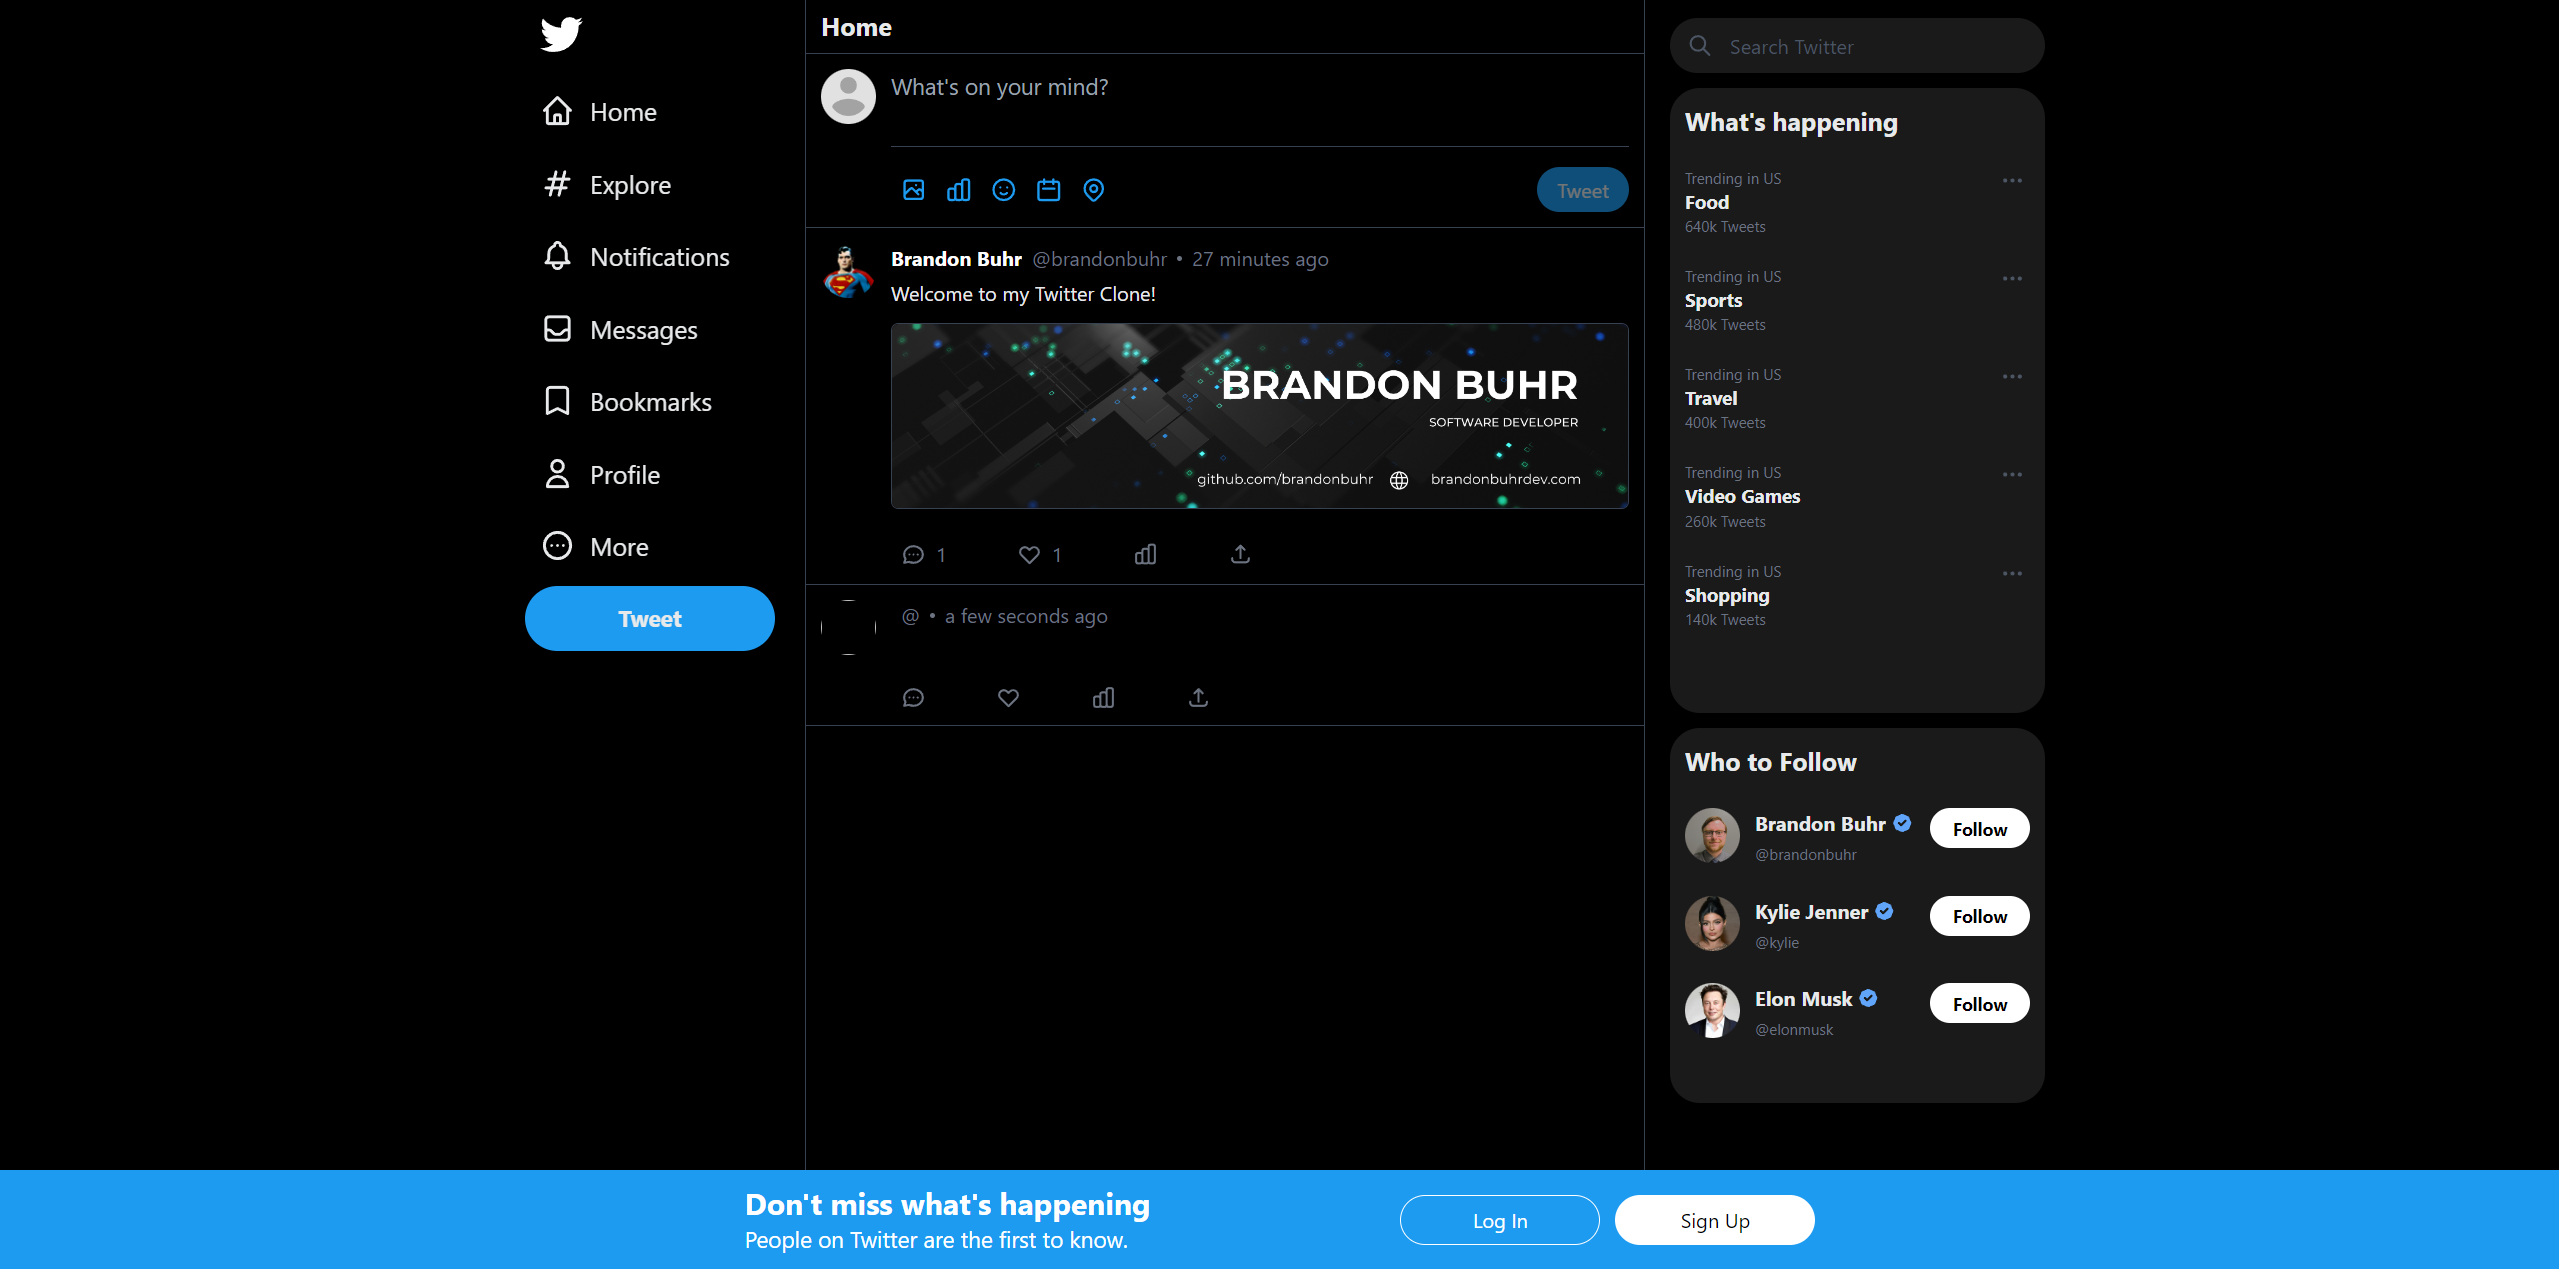 Home
Explore
Notifications
Messages
Bookmarks
Profile
More
Tweet
Home
What's on your mind?
Tweet
Brandon Buhr @brandonbuhr • 27 minutes ago
Welcome to my Twitter Clone!
BRANDON BUHR
SOFTWARE DEVELOPER
github.com/brandonbuhr brandonbuhrdev.com
1 1
@ • a few seconds ago
Search Twitter
What's happening
Trending in US
Food
640k Tweets
Trending in US
Sports
480k Tweets
Trending in US
Travel
400k Tweets
Trending in US
Video Games
260k Tweets
Trending in US
Shopping
140k Tweets
Who to Follow
Brandon Buhr
@brandonbuhr
Follow
Kylie Jenner
@kylie
Follow
Elon Musk
@elonmusk
Follow
Don't miss what's happening
People on Twitter are the first to know.
Log In
Sign Up